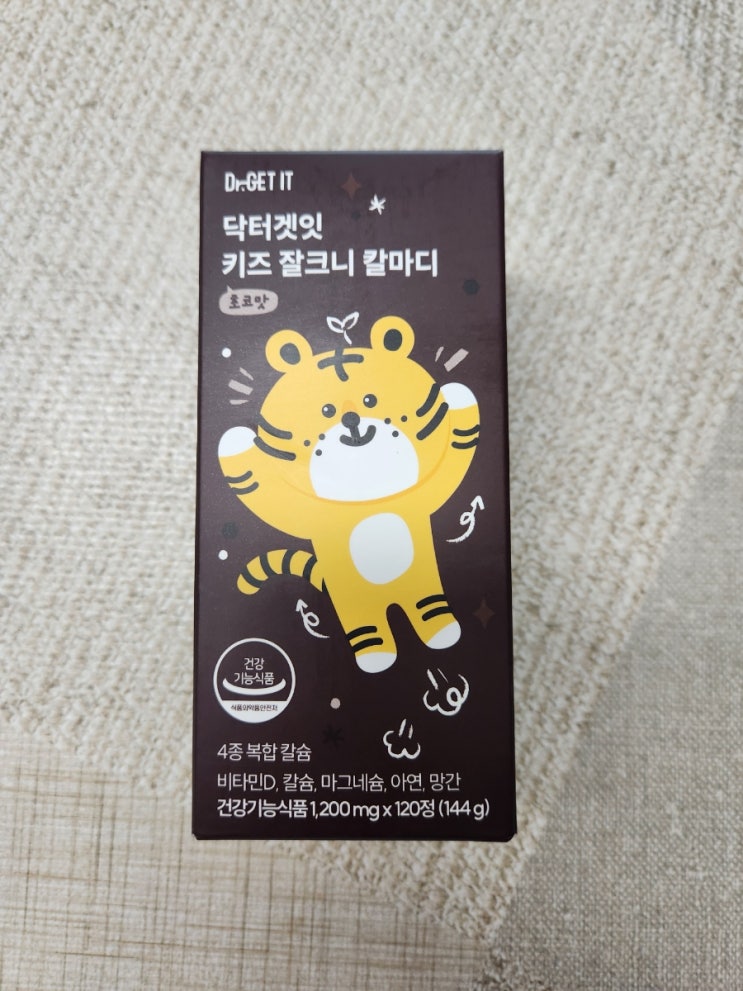 Dr.GET IT
닥터겟잇
키즈 잘크니 칼마디
초코맛
건강
기능식품
식품의약품안전처
4종 복합 칼슘
비타민D, 칼슘, 마그네슘, 아연, 망간
건강기능식품 1,200 mg x 120정 (144 g)